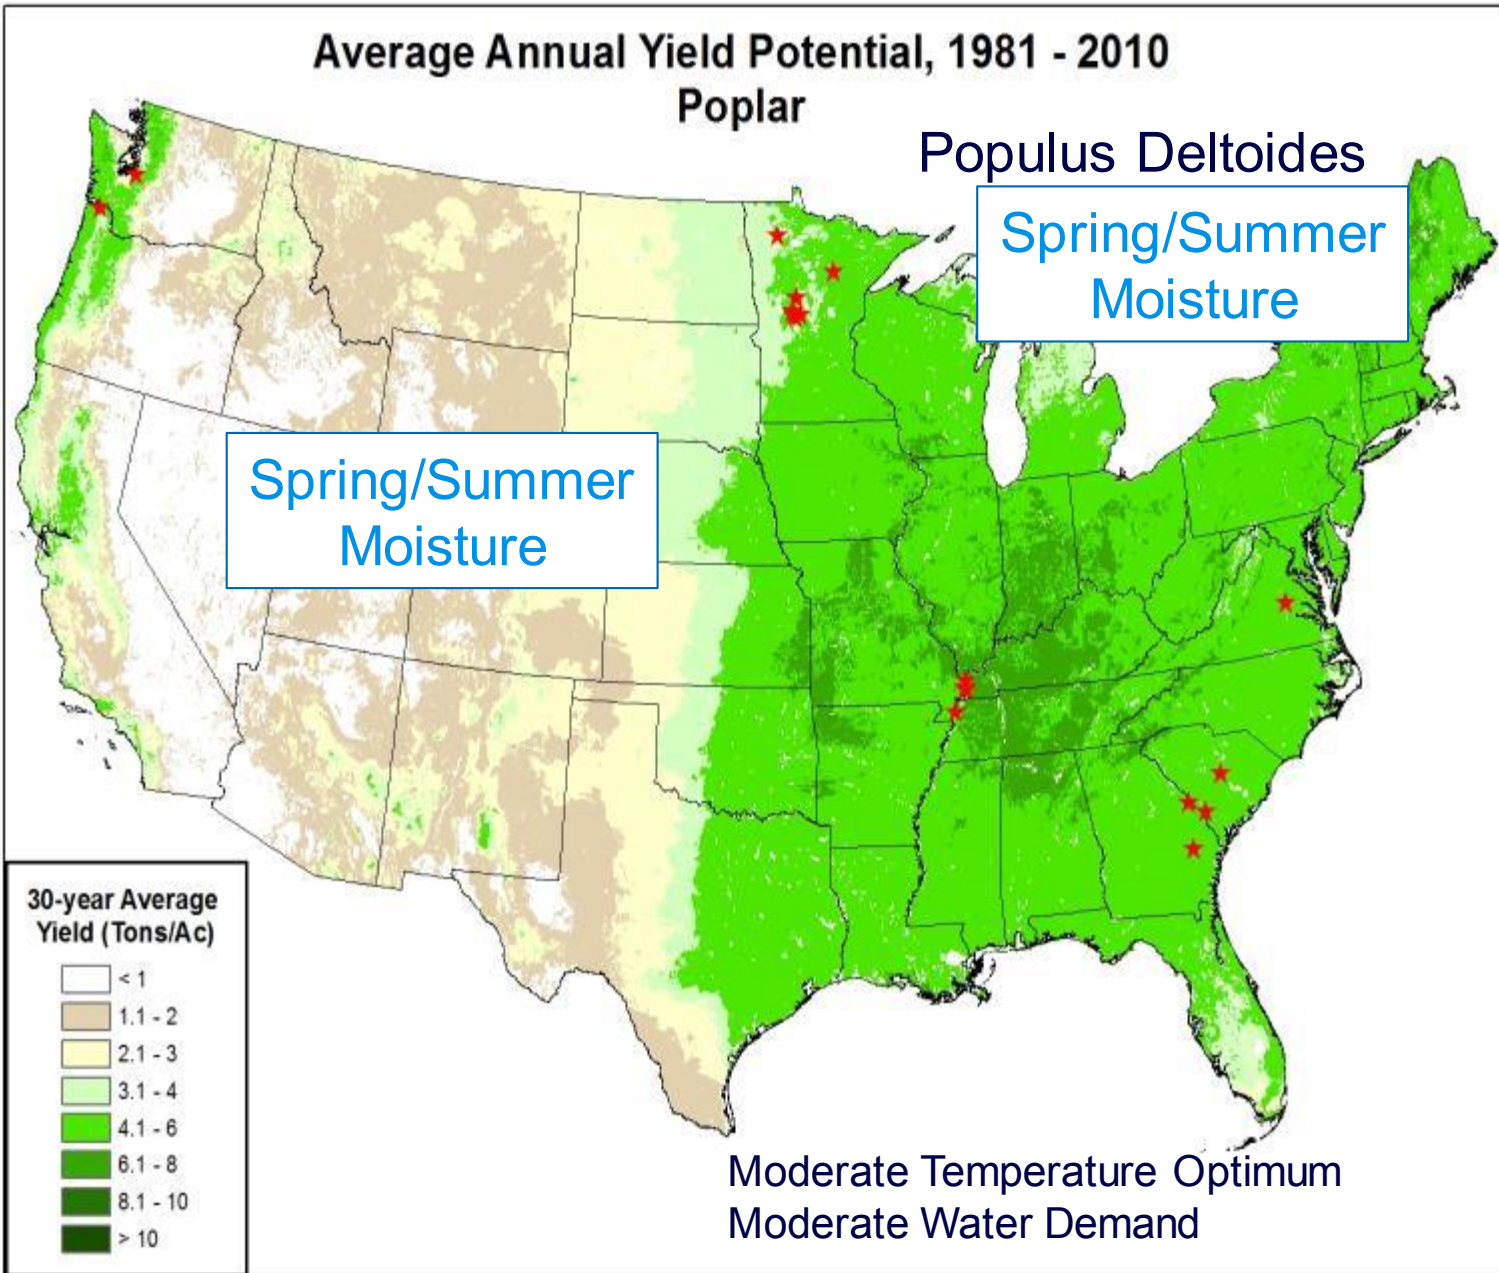 Average Annual Yield Potential, 1981 - 2010
Poplar
Populus Deltoides
Spring/Summer
Moisture
Spring/Summer
Moisture
30-year Average
Yield (Tons/Ac)
< 1
1.1 - 2
2.1 - 3
3.1 - 4
4.1 - 6
6.1 - 8
8.1 - 10
> 10
Moderate Temperature Optimum
Moderate Water Demand